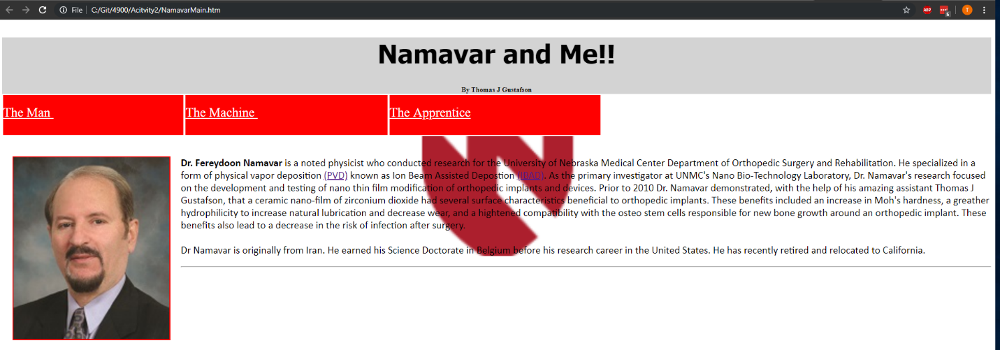 File C:/Git/4900/Acitvity2/NamavarMain.htm
ABP
5
T
Namavar and Me!!
By Thomas J Gustafson
The Man
The Machine
The Apprentice
Dr. Fereydoon Namavar is a noted physicist who conducted research for the University of Nebraska Medical Center Department of Orthopedic Surgery and Rehabilitation. He specialized in a
form of physical vapor deposition (PVD) known as Ion Beam Assisted Depostion (IBAD). As the primary investigator at UNMC's Nano Bio-Technology Laboratory, Dr. Namavar's research focused
on the development and testing of nano thin film modification of orthopedic implants and devices. Prior to 2010 Dr. Namavar demonstrated, with the help of his amazing assistant Thomas J
Gustafson, that a ceramic nano-film of zirconium dioxide had several surface characteristics beneficial to orthopedic implants. These benefits included an increase in Moh's hardness, a greather
hydrophilicity to increase natural lubrication and decrease wear, and a hightened compatibility with the osteo stem cells responsible for new bone growth around an orthopedic implant. These
benefits also lead to a decrease in the risk of infection after surgery.
Dr Namavar is originally from Iran. He earned his Science Doctorate in Belgium before his research career in the United States. He has recently retired and relocated to California.